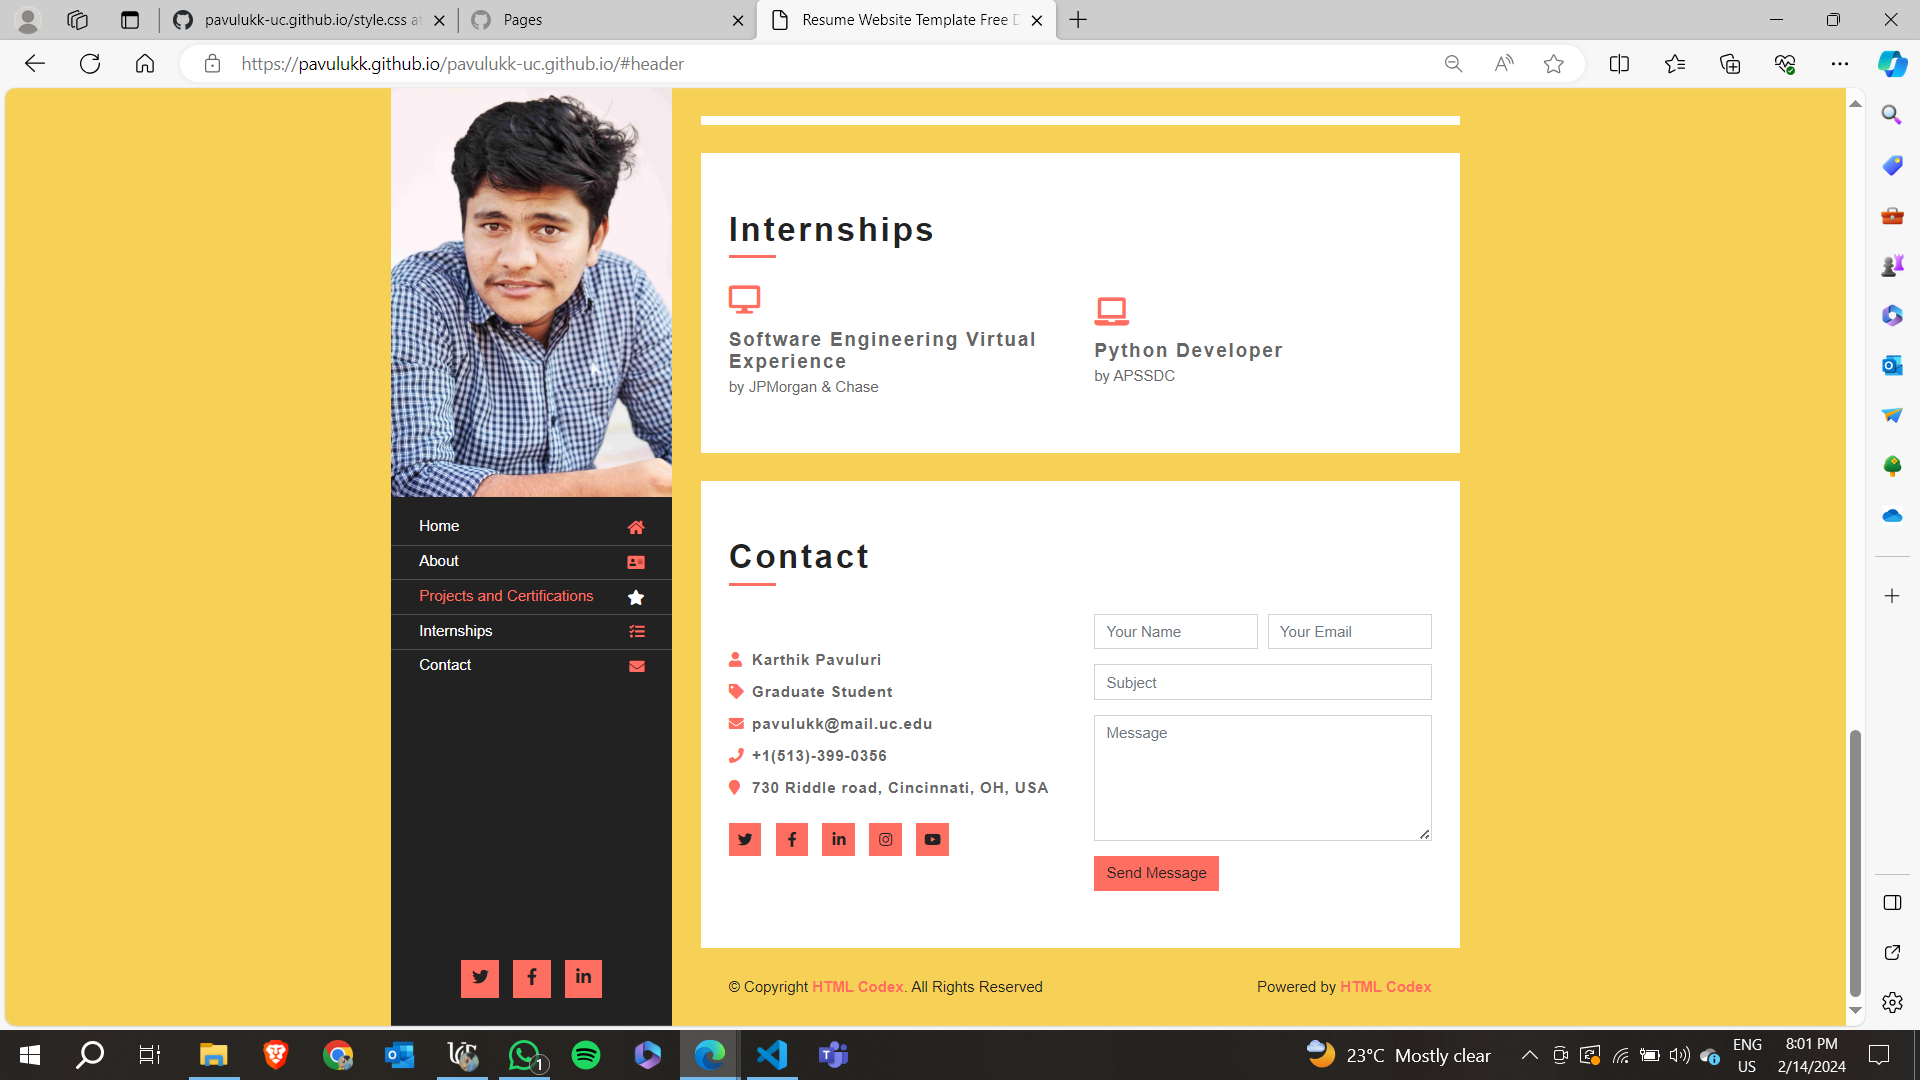 pavulukk-uc.github.io/style.css at
Pages
Resume Website Template Free D
https://pavulukk.github.io/pavulukk-uc.github.io/#header
Home
About
Projects and Certifications
Internships
Contact
Internships
Software Engineering Virtual
Experience
by JPMorgan & Chase
Python Developer
by APSSDC
Contact
Karthik Pavuluri
Graduate Student
pavulukk@mail.uc.edu
+1(513)-399-0356
730 Riddle road, Cincinnati, OH, USA
Your Name
Your Email
Subject
Message
Send Message
© Copyright HTML Codex. All Rights Reserved
Powered by HTML Codex
1
23°C Mostly clear
ENG
US
8:01 PM
2/14/2024